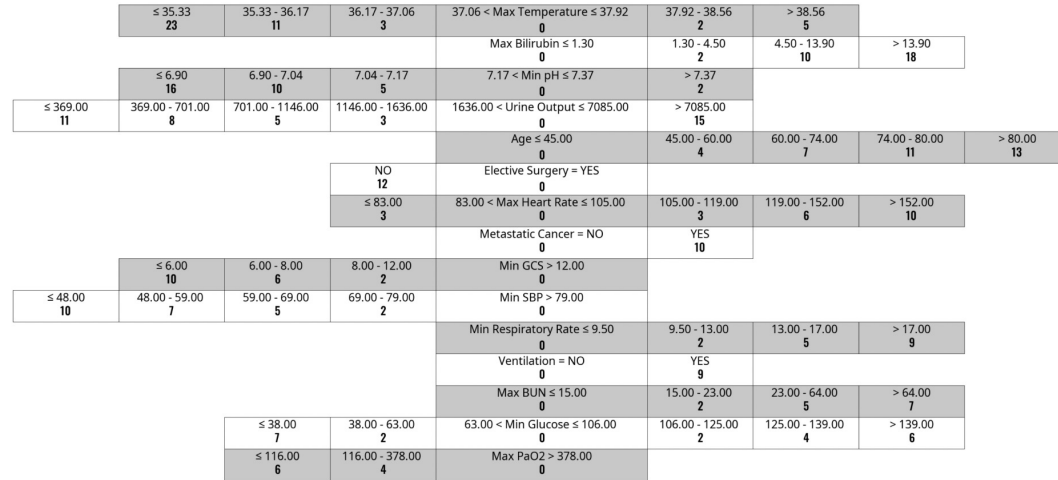 ≤ 35.33 35.33 - 36.17 36.17 - 37.06 37.06 < Max Temperature ≤ 37.92 37.92 - 38.56 > 38.56
23 11 3 0 2 5
Max Bilirubin ≤ 1.30 1.30 - 4.50 4.50 - 13.90 > 13.90
0 2 10 18
≤ 6.90 6.90 - 7.04 7.04 - 7.17 7.17 < Min pH ≤ 7.37 > 7.37
16 10 5 0 2
≤ 369.00 369.00 - 701.00 701.00 - 1146.00 1146.00 - 1636.00 1636.00 < Urine Output ≤ 7085.00 > 7085.00
11 8 5 3 0 15
Age ≤ 45.00 45.00 - 60.00 60.00 - 74.00 74.00 - 80.00 > 80.00
0 4 7 11 13
NO Elective Surgery = YES
12 0
≤ 83.00 83.00 < Max Heart Rate ≤ 105.00 105.00 - 119.00 119.00 - 152.00 > 152.00
3 0 3 6 10
Metastatic Cancer = NO YES
0 10
≤ 6.00 6.00 - 8.00 8.00 - 12.00 Min GCS > 12.00
10 6 2 0
≤ 48.00 48.00 - 59.00 59.00 - 69.00 69.00 - 79.00 Min SBP > 79.00
10 7 5 2 0
Min Respiratory Rate ≤ 9.50 9.50 - 13.00 13.00 - 17.00 > 17.00
0 2 5 9
Ventilation = NO YES
0 9
Max BUN ≤ 15.00 15.00 - 23.00 23.00 - 64.00 > 64.00
0 2 5 7
≤ 38.00 38.00 - 63.00 63.00 < Min Glucose ≤ 106.00 106.00 - 125.00 125.00 - 139.00 > 139.00
7 2 0 2 4 6
≤ 116.00 116.00 - 378.00 Max PaO2 > 378.00
6 4 0